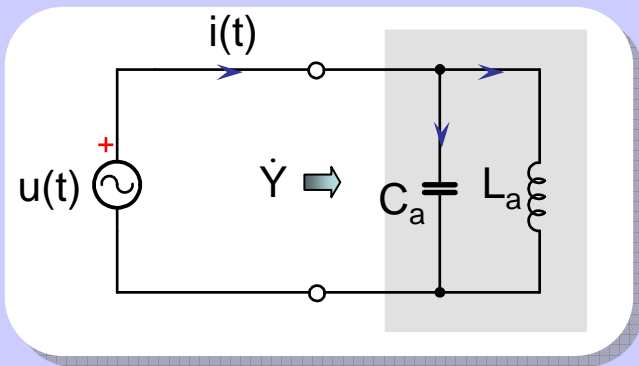 i(t)
+
u(t)
Ẏ
Cₐ
Lₐ